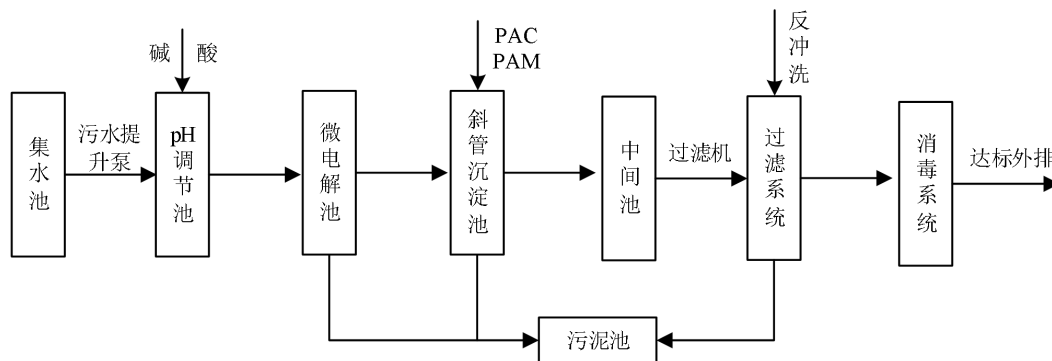 碱 酸
PAC
PAM
反冲洗
集水池
污水提
升泵
pH
调节池
微电解池
斜管沉淀池
中间池
过滤机
过滤系统
消毒系统
达标外排
污泥池